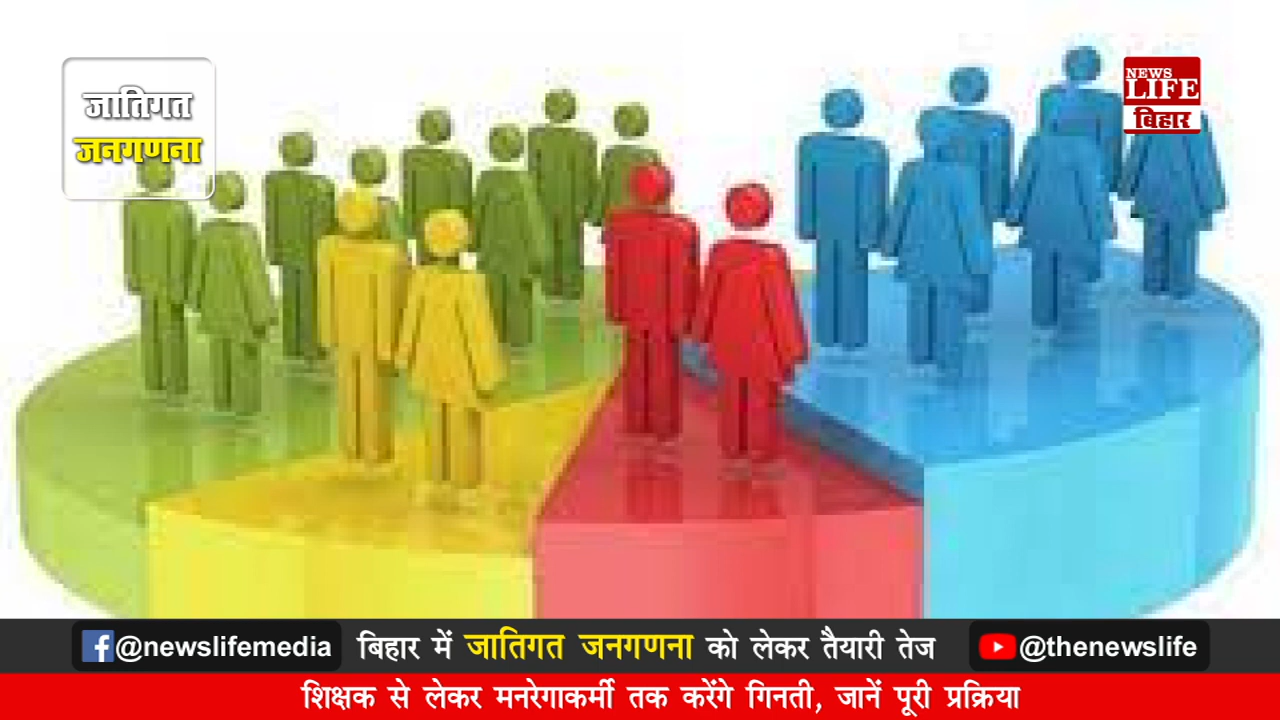 जातिगत
जनगणना
NEWS
LIFE
बिहार
@newslifemedia
बिहार में जातिगत जनगणना को लेकर तैयारी तेज
@thenewslife
शिक्षक से लेकर मनरेगाकर्मी तक करेंगे गिनती, जानें पूरी प्रक्रिया